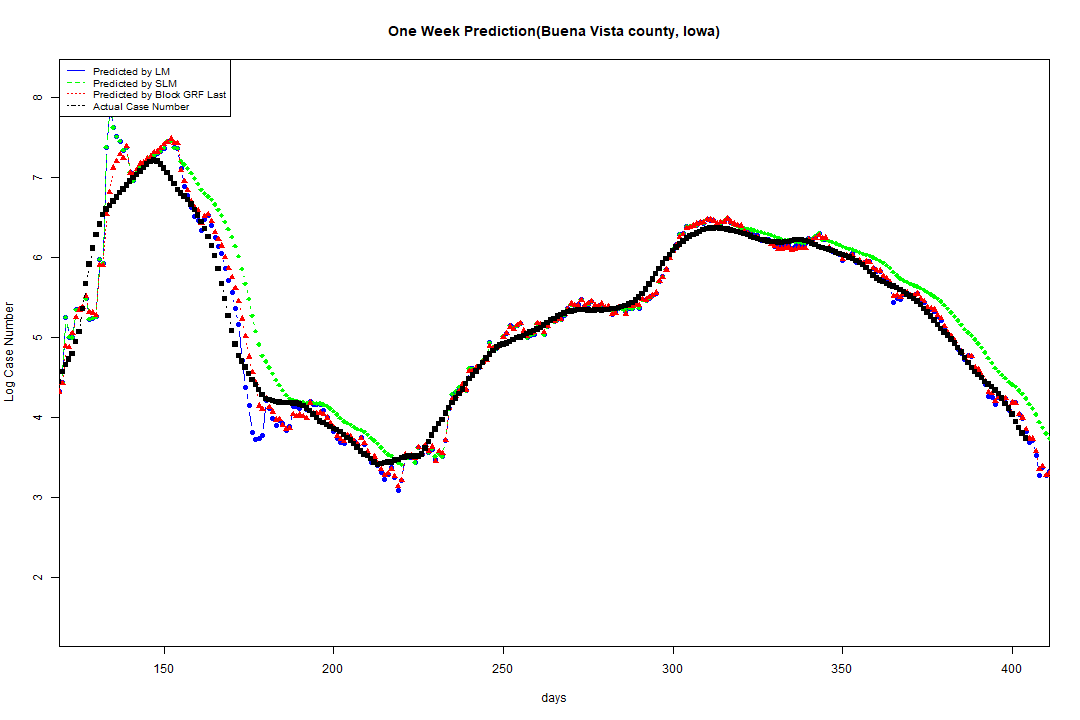 One Week Prediction(Buena Vista county, Iowa)
Predicted by LM
Predicted by SLM
Predicted by Block GRF Last
Actual Case Number
8
7
6
5
4
3
2
Log Case Number
150 200 250 300 350 400
days